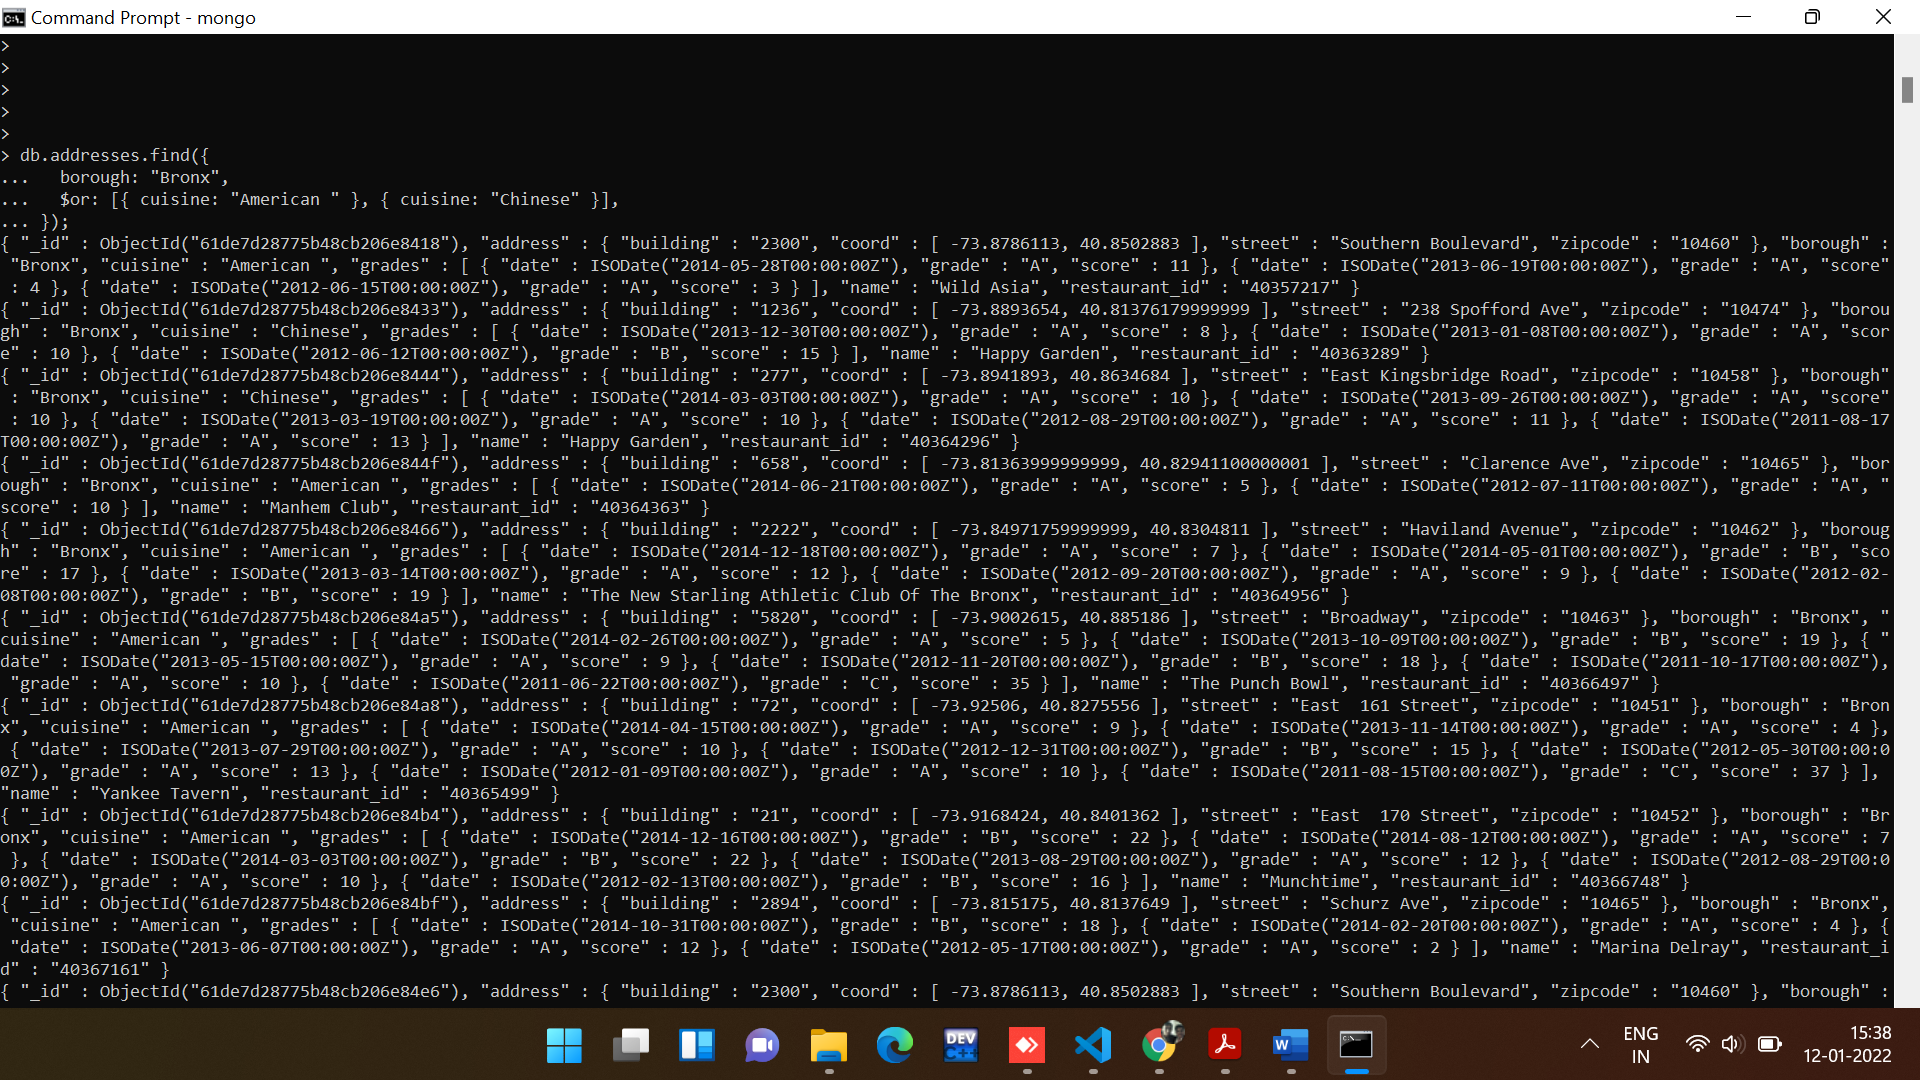 Command Prompt - mongo
>
>
>
>
>
> db.addresses.find({
...   borough: "Bronx",
...   $or: [{ cuisine: "American " }, { cuisine: "Chinese" }],
... });
{ "_id" : ObjectId("61de7d28775b48cb206e8418"), "address" : { "building" : "2300", "coord" : [ -73.8786113, 40.8502883 ], "street" : "Southern Boulevard", "zipcode" : "10460" }, "borough" :
 "Bronx", "cuisine" : "American ", "grades" : [ { "date" : ISODate("2014-05-28T00:00:00Z"), "grade" : "A", "score" : 11 }, { "date" : ISODate("2013-06-19T00:00:00Z"), "grade" : "A", "score"
 : 4 }, { "date" : ISODate("2012-06-15T00:00:00Z"), "grade" : "A", "score" : 3 } ], "name" : "Wild Asia", "restaurant_id" : "40357217" }
{ "_id" : ObjectId("61de7d28775b48cb206e8433"), "address" : { "building" : "1236", "coord" : [ -73.8893654, 40.81376179999999 ], "street" : "238 Spofford Ave", "zipcode" : "10474" }, "borou
gh" : "Bronx", "cuisine" : "Chinese", "grades" : [ { "date" : ISODate("2013-12-30T00:00:00Z"), "grade" : "A", "score" : 8 }, { "date" : ISODate("2013-01-08T00:00:00Z"), "grade" : "A", "scor
e" : 10 }, { "date" : ISODate("2012-06-12T00:00:00Z"), "grade" : "B", "score" : 15 } ], "name" : "Happy Garden", "restaurant_id" : "40363289" }
{ "_id" : ObjectId("61de7d28775b48cb206e8444"), "address" : { "building" : "277", "coord" : [ -73.8941893, 40.8634684 ], "street" : "East Kingsbridge Road", "zipcode" : "10458" }, "borough"
 : "Bronx", "cuisine" : "Chinese", "grades" : [ { "date" : ISODate("2014-03-03T00:00:00Z"), "grade" : "A", "score" : 10 }, { "date" : ISODate("2013-09-26T00:00:00Z"), "grade" : "A", "score"
 : 10 }, { "date" : ISODate("2013-03-19T00:00:00Z"), "grade" : "A", "score" : 10 }, { "date" : ISODate("2012-08-29T00:00:00Z"), "grade" : "A", "score" : 11 }, { "date" : ISODate("2011-08-17
T00:00:00Z"), "grade" : "A", "score" : 13 } ], "name" : "Happy Garden", "restaurant_id" : "40364296" }
{ "_id" : ObjectId("61de7d28775b48cb206e844f"), "address" : { "building" : "658", "coord" : [ -73.81363999999999, 40.82941100000001 ], "street" : "Clarence Ave", "zipcode" : "10465" }, "bor
ough" : "Bronx", "cuisine" : "American ", "grades" : [ { "date" : ISODate("2014-06-21T00:00:00Z"), "grade" : "A", "score" : 5 }, { "date" : ISODate("2012-07-11T00:00:00Z"), "grade" : "A", "
score" : 10 } ], "name" : "Manhem Club", "restaurant_id" : "40364363" }
{ "_id" : ObjectId("61de7d28775b48cb206e8466"), "address" : { "building" : "2222", "coord" : [ -73.84971759999999, 40.8304811 ], "street" : "Haviland Avenue", "zipcode" : "10462" }, "boroug
h" : "Bronx", "cuisine" : "American ", "grades" : [ { "date" : ISODate("2014-12-18T00:00:00Z"), "grade" : "A", "score" : 7 }, { "date" : ISODate("2014-05-01T00:00:00Z"), "grade" : "B", "sco
re" : 17 }, { "date" : ISODate("2013-03-14T00:00:00Z"), "grade" : "A", "score" : 12 }, { "date" : ISODate("2012-09-20T00:00:00Z"), "grade" : "A", "score" : 9 }, { "date" : ISODate("2012-02-
08T00:00:00Z"), "grade" : "B", "score" : 19 } ], "name" : "The New Starling Athletic Club Of The Bronx", "restaurant_id" : "40364956" }
{ "_id" : ObjectId("61de7d28775b48cb206e84a5"), "address" : { "building" : "5820", "coord" : [ -73.9002615, 40.885186 ], "street" : "Broadway", "zipcode" : "10463" }, "borough" : "Bronx", "
cuisine" : "American ", "grades" : [ { "date" : ISODate("2014-02-26T00:00:00Z"), "grade" : "A", "score" : 5 }, { "date" : ISODate("2013-10-09T00:00:00Z"), "grade" : "B", "score" : 19 }, { "
date" : ISODate("2013-05-15T00:00:00Z"), "grade" : "A", "score" : 9 }, { "date" : ISODate("2012-11-20T00:00:00Z"), "grade" : "B", "score" : 18 }, { "date" : ISODate("2011-10-17T00:00:00Z"),
 "grade" : "A", "score" : 10 }, { "date" : ISODate("2011-06-22T00:00:00Z"), "grade" : "C", "score" : 35 } ], "name" : "The Punch Bowl", "restaurant_id" : "40366497" }
{ "_id" : ObjectId("61de7d28775b48cb206e84a8"), "address" : { "building" : "72", "coord" : [ -73.92506, 40.8275556 ], "street" : "East  161 Street", "zipcode" : "10451" }, "borough" : "Bron
x", "cuisine" : "American ", "grades" : [ { "date" : ISODate("2014-04-15T00:00:00Z"), "grade" : "A", "score" : 9 }, { "date" : ISODate("2013-11-14T00:00:00Z"), "grade" : "A", "score" : 4 },
 { "date" : ISODate("2013-07-29T00:00:00Z"), "grade" : "A", "score" : 10 }, { "date" : ISODate("2012-12-31T00:00:00Z"), "grade" : "B", "score" : 15 }, { "date" : ISODate("2012-05-30T00:00:0
0Z"), "grade" : "A", "score" : 13 }, { "date" : ISODate("2012-01-09T00:00:00Z"), "grade" : "A", "score" : 10 }, { "date" : ISODate("2011-08-15T00:00:00Z"), "grade" : "C", "score" : 37 } ],
"name" : "Yankee Tavern", "restaurant_id" : "40365499" }
{ "_id" : ObjectId("61de7d28775b48cb206e84b4"), "address" : { "building" : "21", "coord" : [ -73.9168424, 40.8401362 ], "street" : "East  170 Street", "zipcode" : "10452" }, "borough" : "Br
onx", "cuisine" : "American ", "grades" : [ { "date" : ISODate("2014-12-16T00:00:00Z"), "grade" : "B", "score" : 22 }, { "date" : ISODate("2014-08-12T00:00:00Z"), "grade" : "A", "score" : 7
 }, { "date" : ISODate("2014-03-03T00:00:00Z"), "grade" : "B", "score" : 22 }, { "date" : ISODate("2013-08-29T00:00:00Z"), "grade" : "A", "score" : 12 }, { "date" : ISODate("2012-08-29T00:0
0:00Z"), "grade" : "A", "score" : 10 }, { "date" : ISODate("2012-02-13T00:00:00Z"), "grade" : "B", "score" : 16 } ], "name" : "Munchtime", "restaurant_id" : "40366748" }
{ "_id" : ObjectId("61de7d28775b48cb206e84bf"), "address" : { "building" : "2894", "coord" : [ -73.815175, 40.8137649 ], "street" : "Schurz Ave", "zipcode" : "10465" }, "borough" : "Bronx",
 "cuisine" : "American ", "grades" : [ { "date" : ISODate("2014-10-31T00:00:00Z"), "grade" : "B", "score" : 18 }, { "date" : ISODate("2014-02-20T00:00:00Z"), "grade" : "A", "score" : 4 }, {
 "date" : ISODate("2013-06-07T00:00:00Z"), "grade" : "A", "score" : 12 }, { "date" : ISODate("2012-05-17T00:00:00Z"), "grade" : "A", "score" : 2 } ], "name" : "Marina Delray", "restaurant_i
d" : "40367161" }
{ "_id" : ObjectId("61de7d28775b48cb206e84e6"), "address" : { "building" : "2300", "coord" : [ -73.8786113, 40.8502883 ], "street" : "Southern Boulevard", "zipcode" : "10460" }, "borough" :
DEV
C++
W
ENG
IN
15:38
12-01-2022